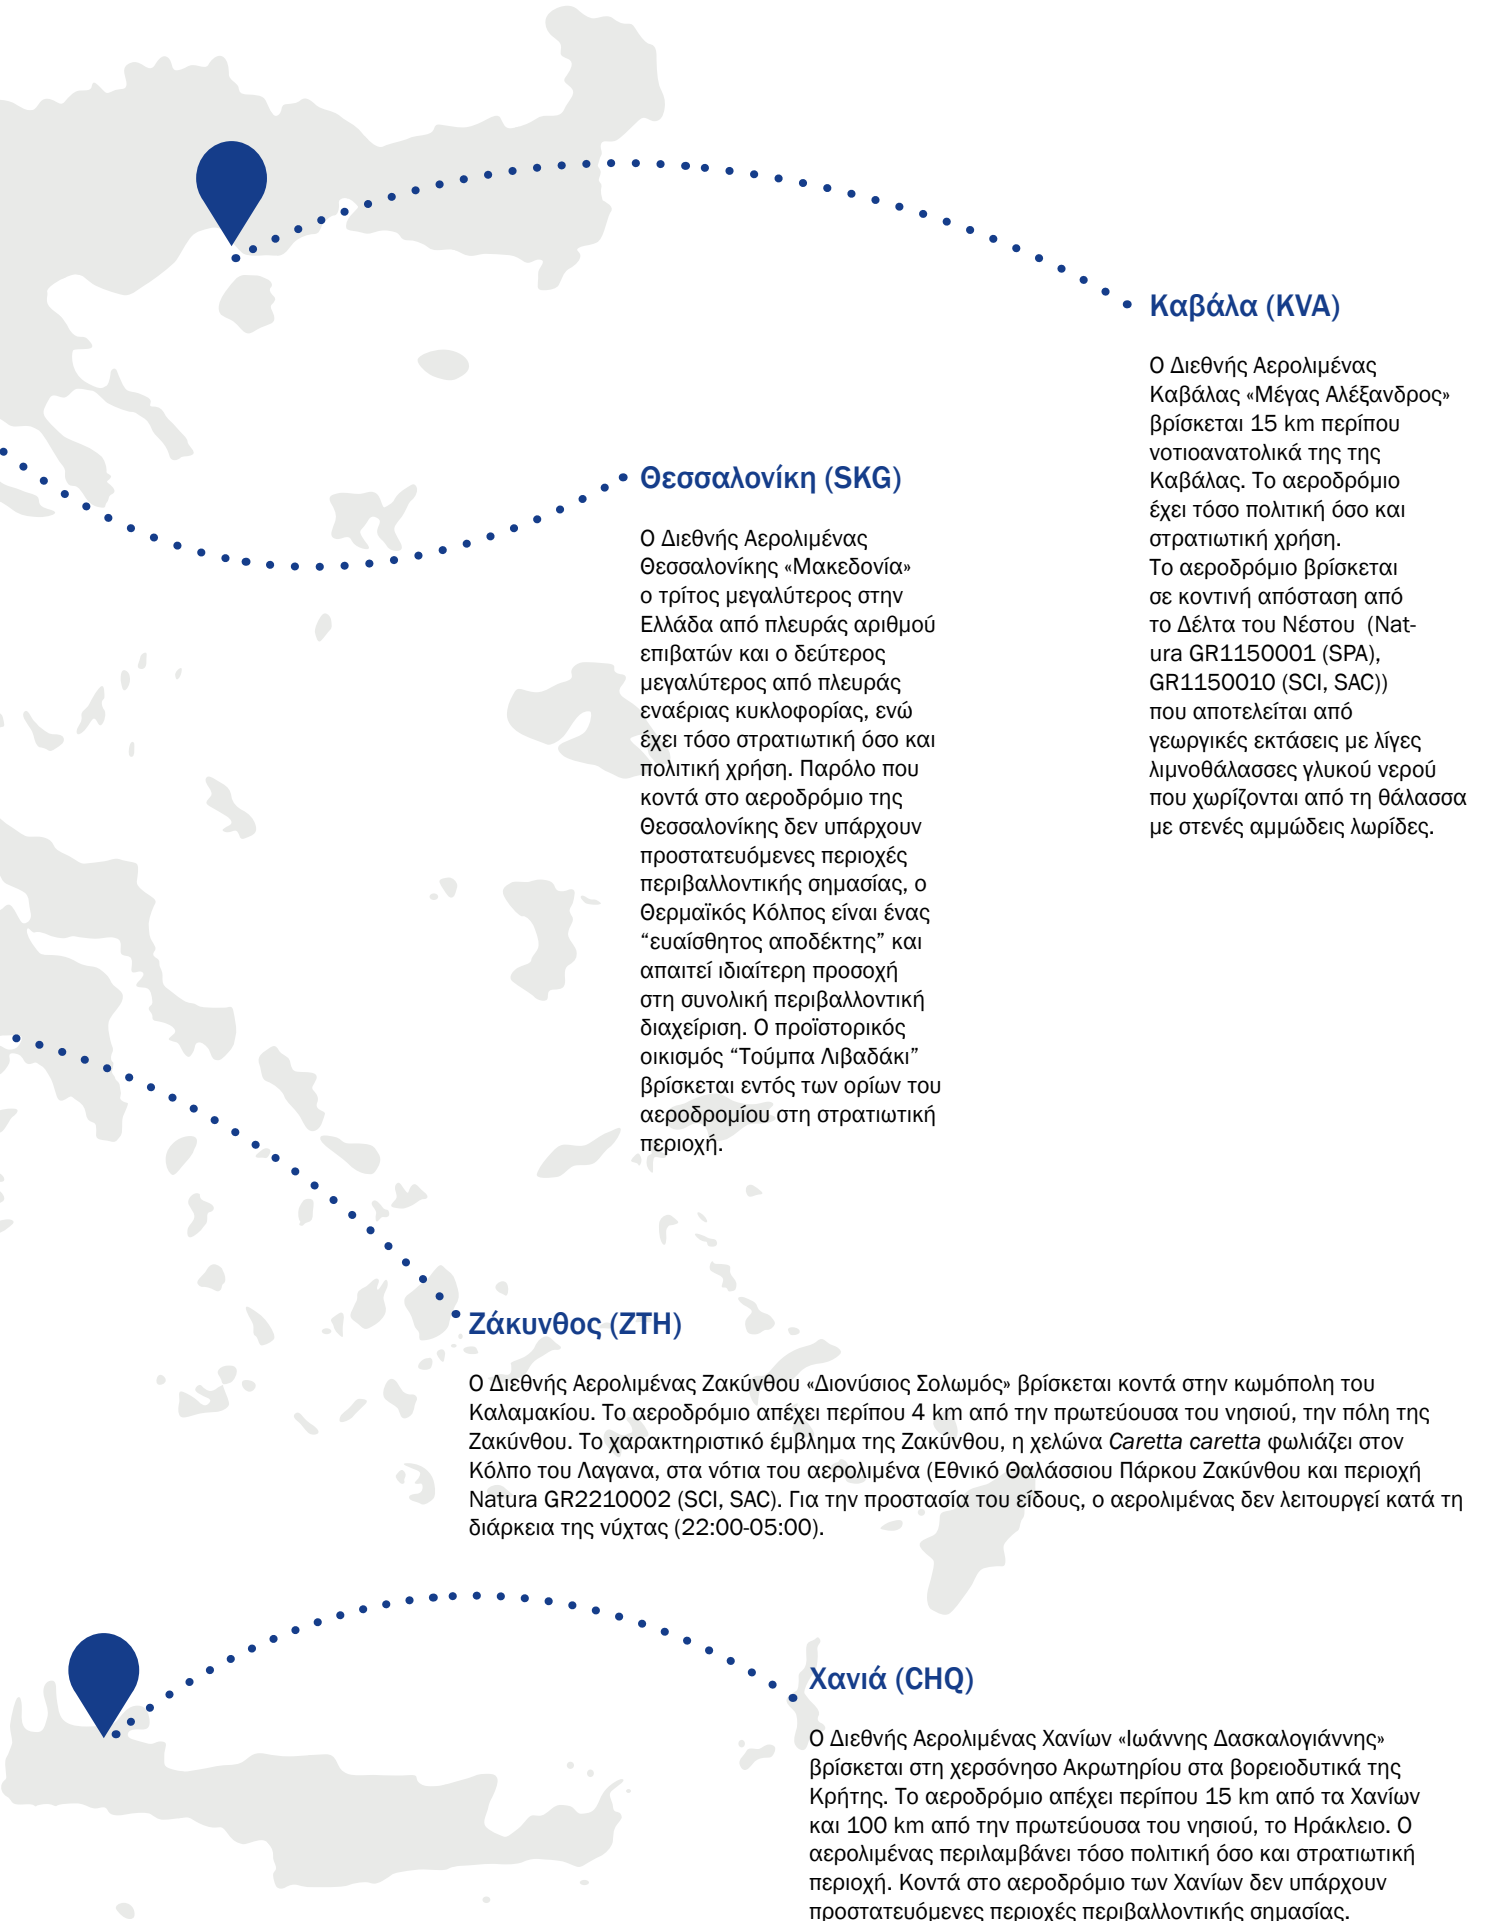 Καβάλα (KVA)
Ο Διεθνής Αερολιμένας
Καβάλας «Μέγας Αλέξανδρος»
βρίσκεται 15 km περίπου
νοτιοανατολικά της της
Καβάλας. Το αεροδρόμιο
έχει τόσο πολιτική όσο και
στρατιωτική χρήση.
Το αεροδρόμιο βρίσκεται
σε κοντινή απόσταση από
το Δέλτα του Νέστου (Nat-
ura GR1150001 (SPA),
GR1150010 (SCI, SAC))
που αποτελείται από
γεωργικές εκτάσεις με λίγες
λιμνοθάλασσες γλυκού νερού
που χωρίζονται από τη θάλασσα
με στενές αμμώδεις λωρίδες.
Θεσσαλονίκη (SKG)
Ο Διεθνής Αερολιμένας
Θεσσαλονίκης «Μακεδονία»
ο τρίτος μεγαλύτερος στην
Ελλάδα από πλευράς αριθμού
επιβατών και ο δεύτερος
μεγαλύτερος από πλευράς
εναέριας κυκλοφορίας, ενώ
έχει τόσο στρατιωτική όσο και
πολιτική χρήση. Παρόλο που
κοντά στο αεροδρόμιο της
Θεσσαλονίκης δεν υπάρχουν
προστατευόμενες περιοχές
περιβαλλοντικής σημασίας, ο
Θερμαϊκός Κόλπος είναι ένας
“ευαίσθητος αποδέκτης” και
απαιτεί ιδιαίτερη προσοχή
στη συνολική περιβαλλοντική
διαχείριση. Ο προϊστορικός
οικισμός “Τούμπα Λιβαδάκι”
βρίσκεται εντός των ορίων του
αεροδρομίου στη στρατιωτική
περιοχή.
Ζάκυνθος (ZTH)
Ο Διεθνής Αερολιμένας Ζακύνθου «Διονύσιος Σολωμός» βρίσκεται κοντά στην κωμόπολη του
Καλαμακίου. Το αεροδρόμιο απέχει περίπου 4 km από την πρωτεύουσα του νησιού, την πόλη της
Ζακύνθου. Το χαρακτηριστικό έμβλημα της Ζακύνθου, η χελώνα Caretta caretta φωλιάζει στον
Κόλπο του Λαγανα, στα νότια του αερολιμένα (Εθνικό Θαλάσσιου Πάρκου Ζακύνθου και περιοχή
Natura GR2210002 (SCI, SAC). Για την προστασία του είδους, ο αερολιμένας δεν λειτουργεί κατά τη
διάρκεια της νύχτας (22:00-05:00).
Χανιά (CHQ)
Ο Διεθνής Αερολιμένας Χανίων «Ιωάννης Δασκαλογιάννης»
βρίσκεται στη χερσόνησο Ακρωτηρίου στα βορειοδυτικά της
Κρήτης. Το αεροδρόμιο απέχει περίπου 15 km από τα Χανίων
και 100 km από την πρωτεύουσα του νησιού, το Ηράκλειο. Ο
αερολιμένας περιλαμβάνει τόσο πολιτική όσο και στρατιωτική
περιοχή. Κοντά στο αεροδρόμιο των Χανίων δεν υπάρχουν
προστατευόμενες περιοχές περιβαλλοντικής σημασίας.